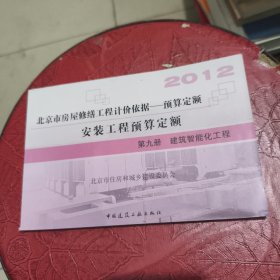 2012
北京市房屋修缮工程计价依据—预算定额
安装工程预算定额
第九册 建筑智能化工程
北京市住房和城乡建设委员会
中国建筑工业出版社